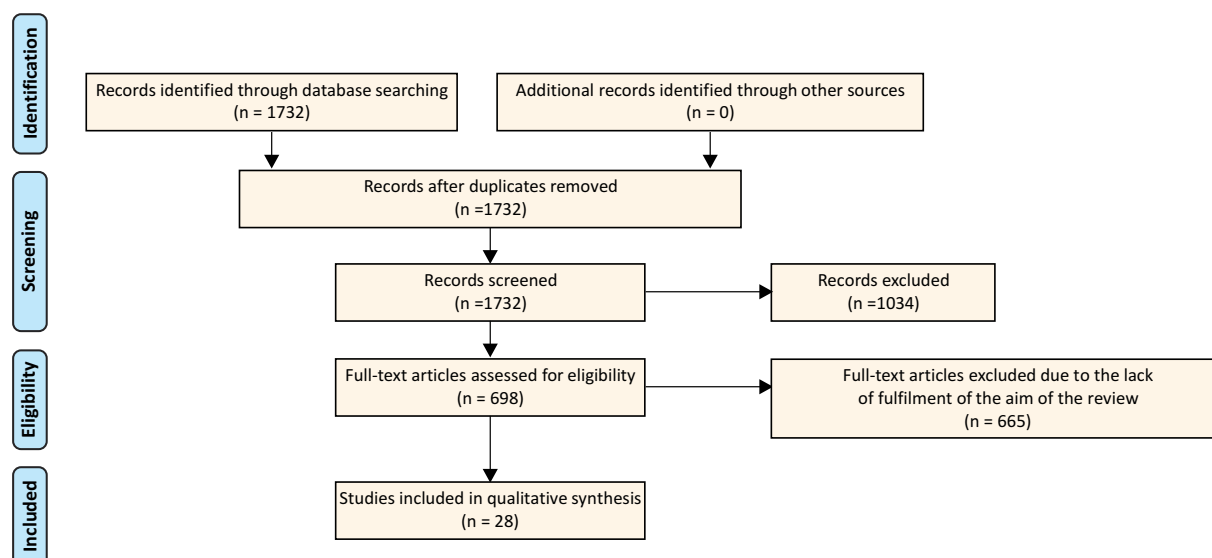 Identification
Records identified through database searching
(n = 1732)
Additional records identified through other sources
(n = 0)
Screening
Records after duplicates removed
(n =1732)
Records screened
(n =1732)
Records excluded
(n =1034)
Eligibility
Full-text articles assessed for eligibility
(n = 698)
Full-text articles excluded due to the lack
of fulfilment of the aim of the review
(n = 665)
Included
Studies included in qualitative synthesis
(n = 28)